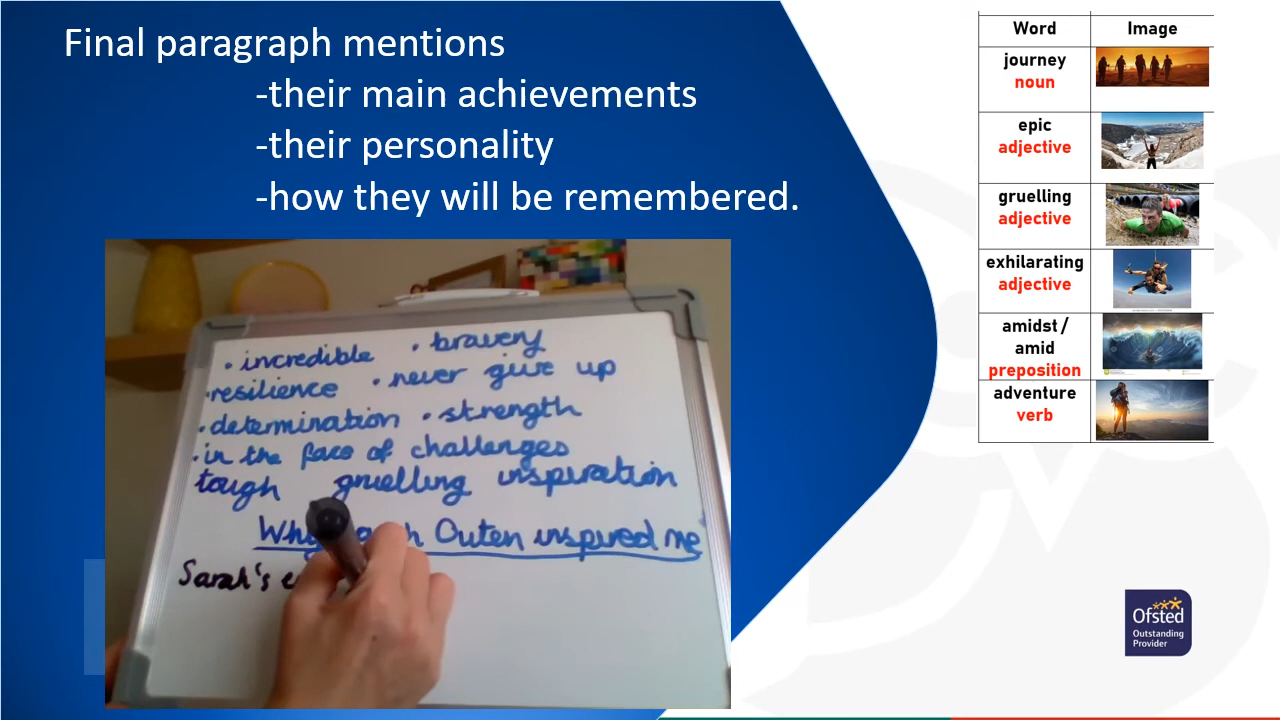 Final paragraph mentions
-their main achievements
-their personality
-how they will be remembered.
• incredible • bravery
•resilience • never give up
•determination • strength
•in the face of challenges
tough gruelling inspiration
Outen inspired me
Sarah's
Word Image
journey
noun
epic
adjective
gruelling
adjective
exhilarating
adjective
amidst /
amid
preposition
adventure
verb
Ofsted
Outstanding
Provider